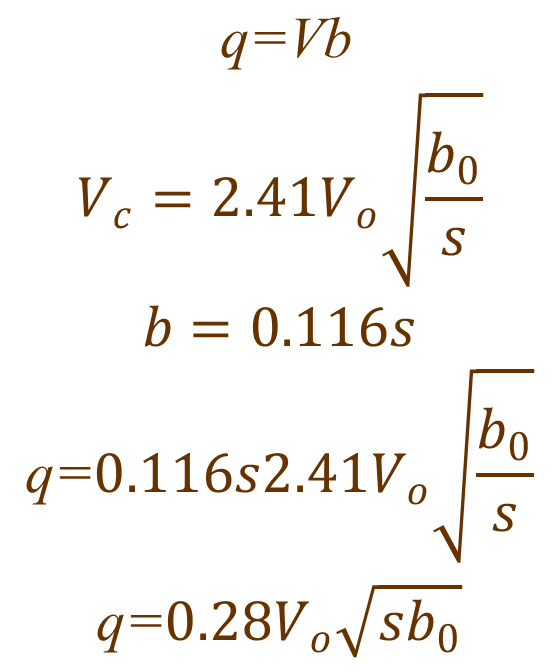 q=Vb
V_c = 2.41V_o √(b_0/s)
b = 0.116s
q=0.116s2.41V_o √(b_0/s)
q=0.28V_o√(sb_0)